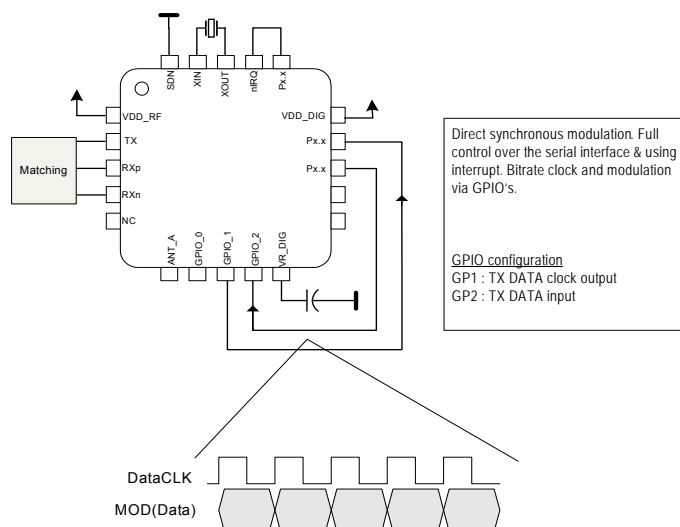 SDN
XIN
XOUT
nIRQ
Px.x
VDD_RF
VDD_DIG
TX
Px.x
Matching
RXp
Px.x
RXn
NC
ANT_A
GPIO_0
GPIO_1
GPIO_2
VR_DIG
Direct synchronous modulation. Full
control over the serial interface & using
interrupt. Bitrate clock and modulation
via GPIO's.
GPIO configuration
GP1 : TX DATA clock output
GP2 : TX DATA input
DataCLK
MOD(Data)